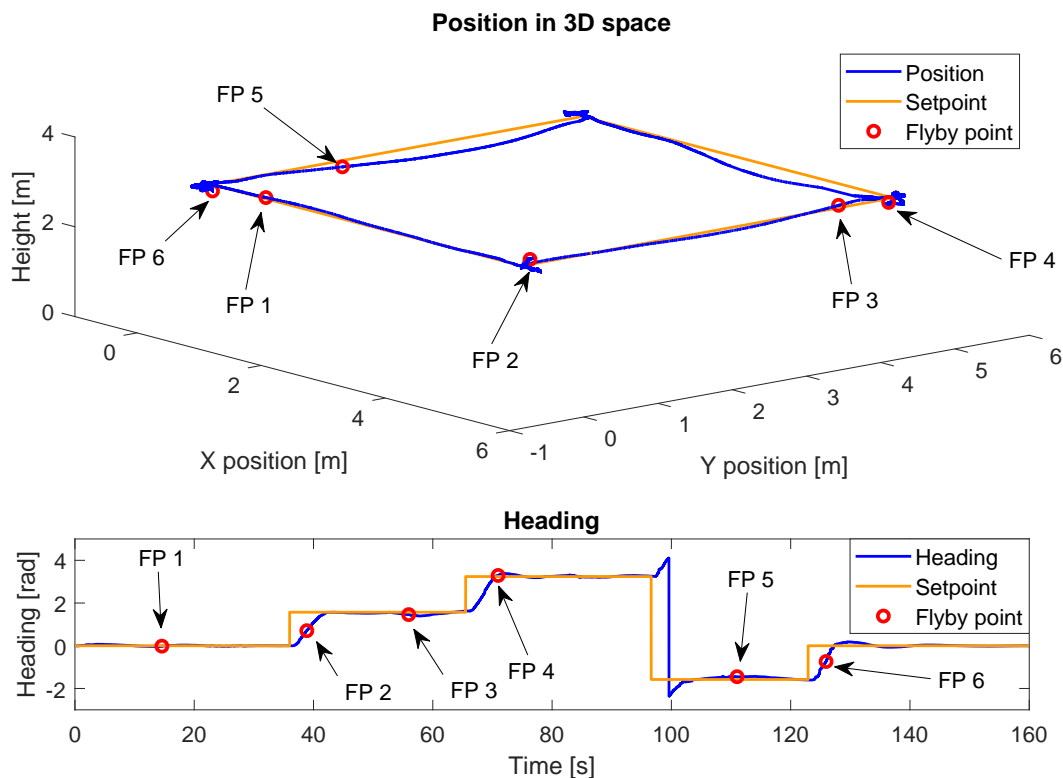 Position in 3D space
Position
Setpoint
Flyby point
FP 5
FP 6
FP 1
FP 2
FP 3
FP 4
4
2
0
Height [m]
0
2
4
6
X position [m]
-1
0
1
2
3
4
5
6
Y position [m]
Heading
Heading
Setpoint
Flyby point
FP 1
FP 2
FP 3
FP 4
FP 5
FP 6
4
2
0
-2
Heading [rad]
0
20
40
60
80
100
120
140
160
Time [s]